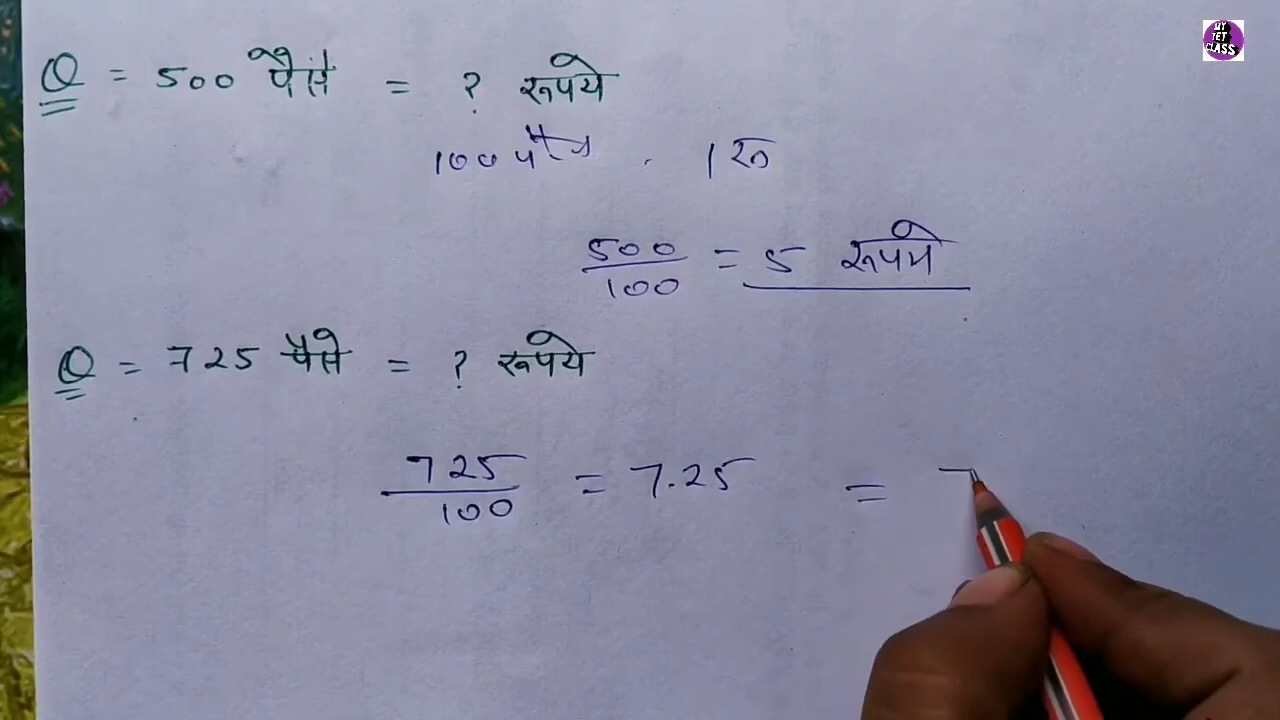 Q = 500 पैसे = ? रूपये
100 पैसे . 1 रू
500
100
= 5 रूपये
Q = 725 पैसे = ? रूपये
725
100
= 7.25 =
MY TET CLASS